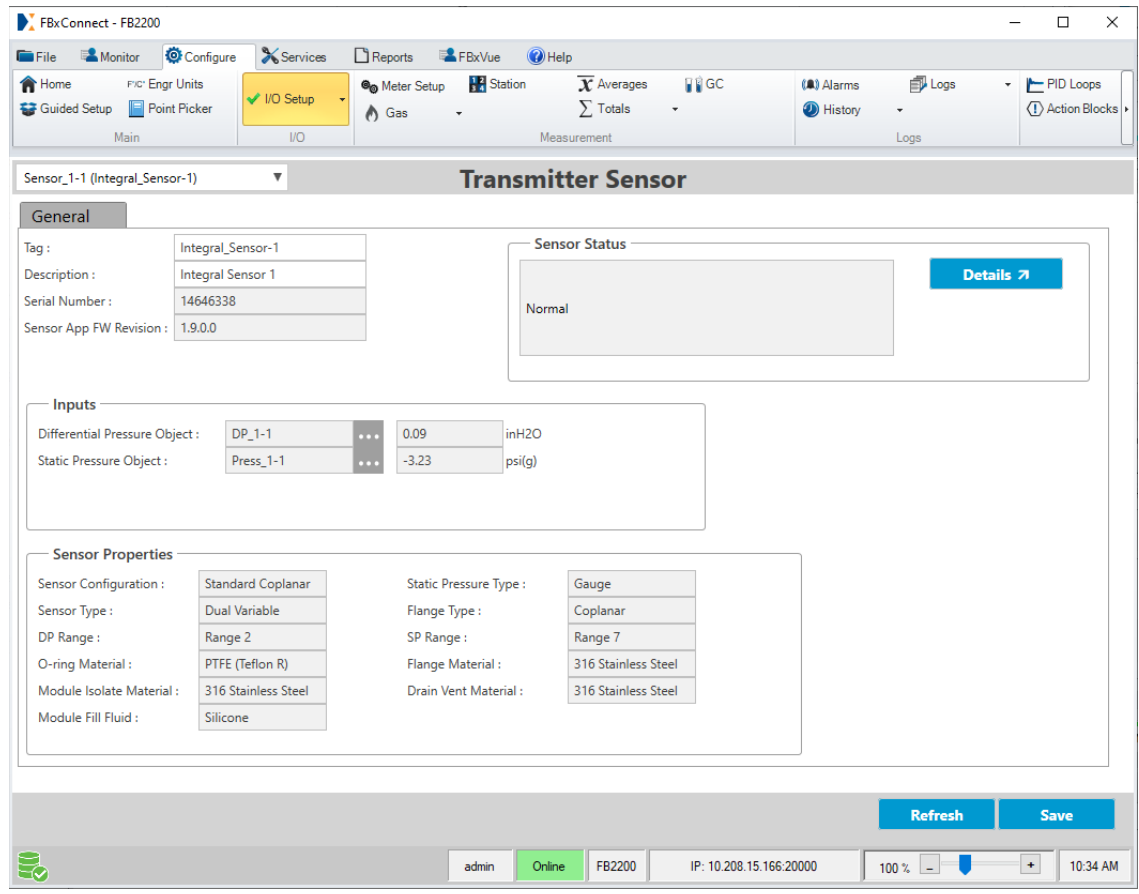 FBxConnect - FB2200
File Monitor Configure Services Reports FBxVue Help
Home F?C° Engr Units I/O Setup Meter Setup Station X Averages GC Alarms Logs PID Loops
Guided Setup Point Picker Gas Σ Totals History Action Blocks
Main I/O Measurement Logs
Sensor_1-1 (Integral_Sensor-1) Transmitter Sensor
General
Tag : Integral_Sensor-1
Description : Integral Sensor 1
Serial Number : 14646338
Sensor App FW Revision : 1.9.0.0
Sensor Status
Normal
Details
Inputs
Differential Pressure Object : DP_1-1 ... 0.09 inH2O
Static Pressure Object : Press_1-1 ... -3.23 psi(g)
Sensor Properties
Sensor Configuration : Standard Coplanar Static Pressure Type : Gauge
Sensor Type : Dual Variable Flange Type : Coplanar
DP Range : Range 2 SP Range : Range 7
O-ring Material : PTFE (Teflon R) Flange Material : 316 Stainless Steel
Module Isolate Material : 316 Stainless Steel Drain Vent Material : 316 Stainless Steel
Module Fill Fluid : Silicone
Refresh Save
admin Online FB2200 IP: 10.208.15.166:20000 100 % - + 10:34 AM